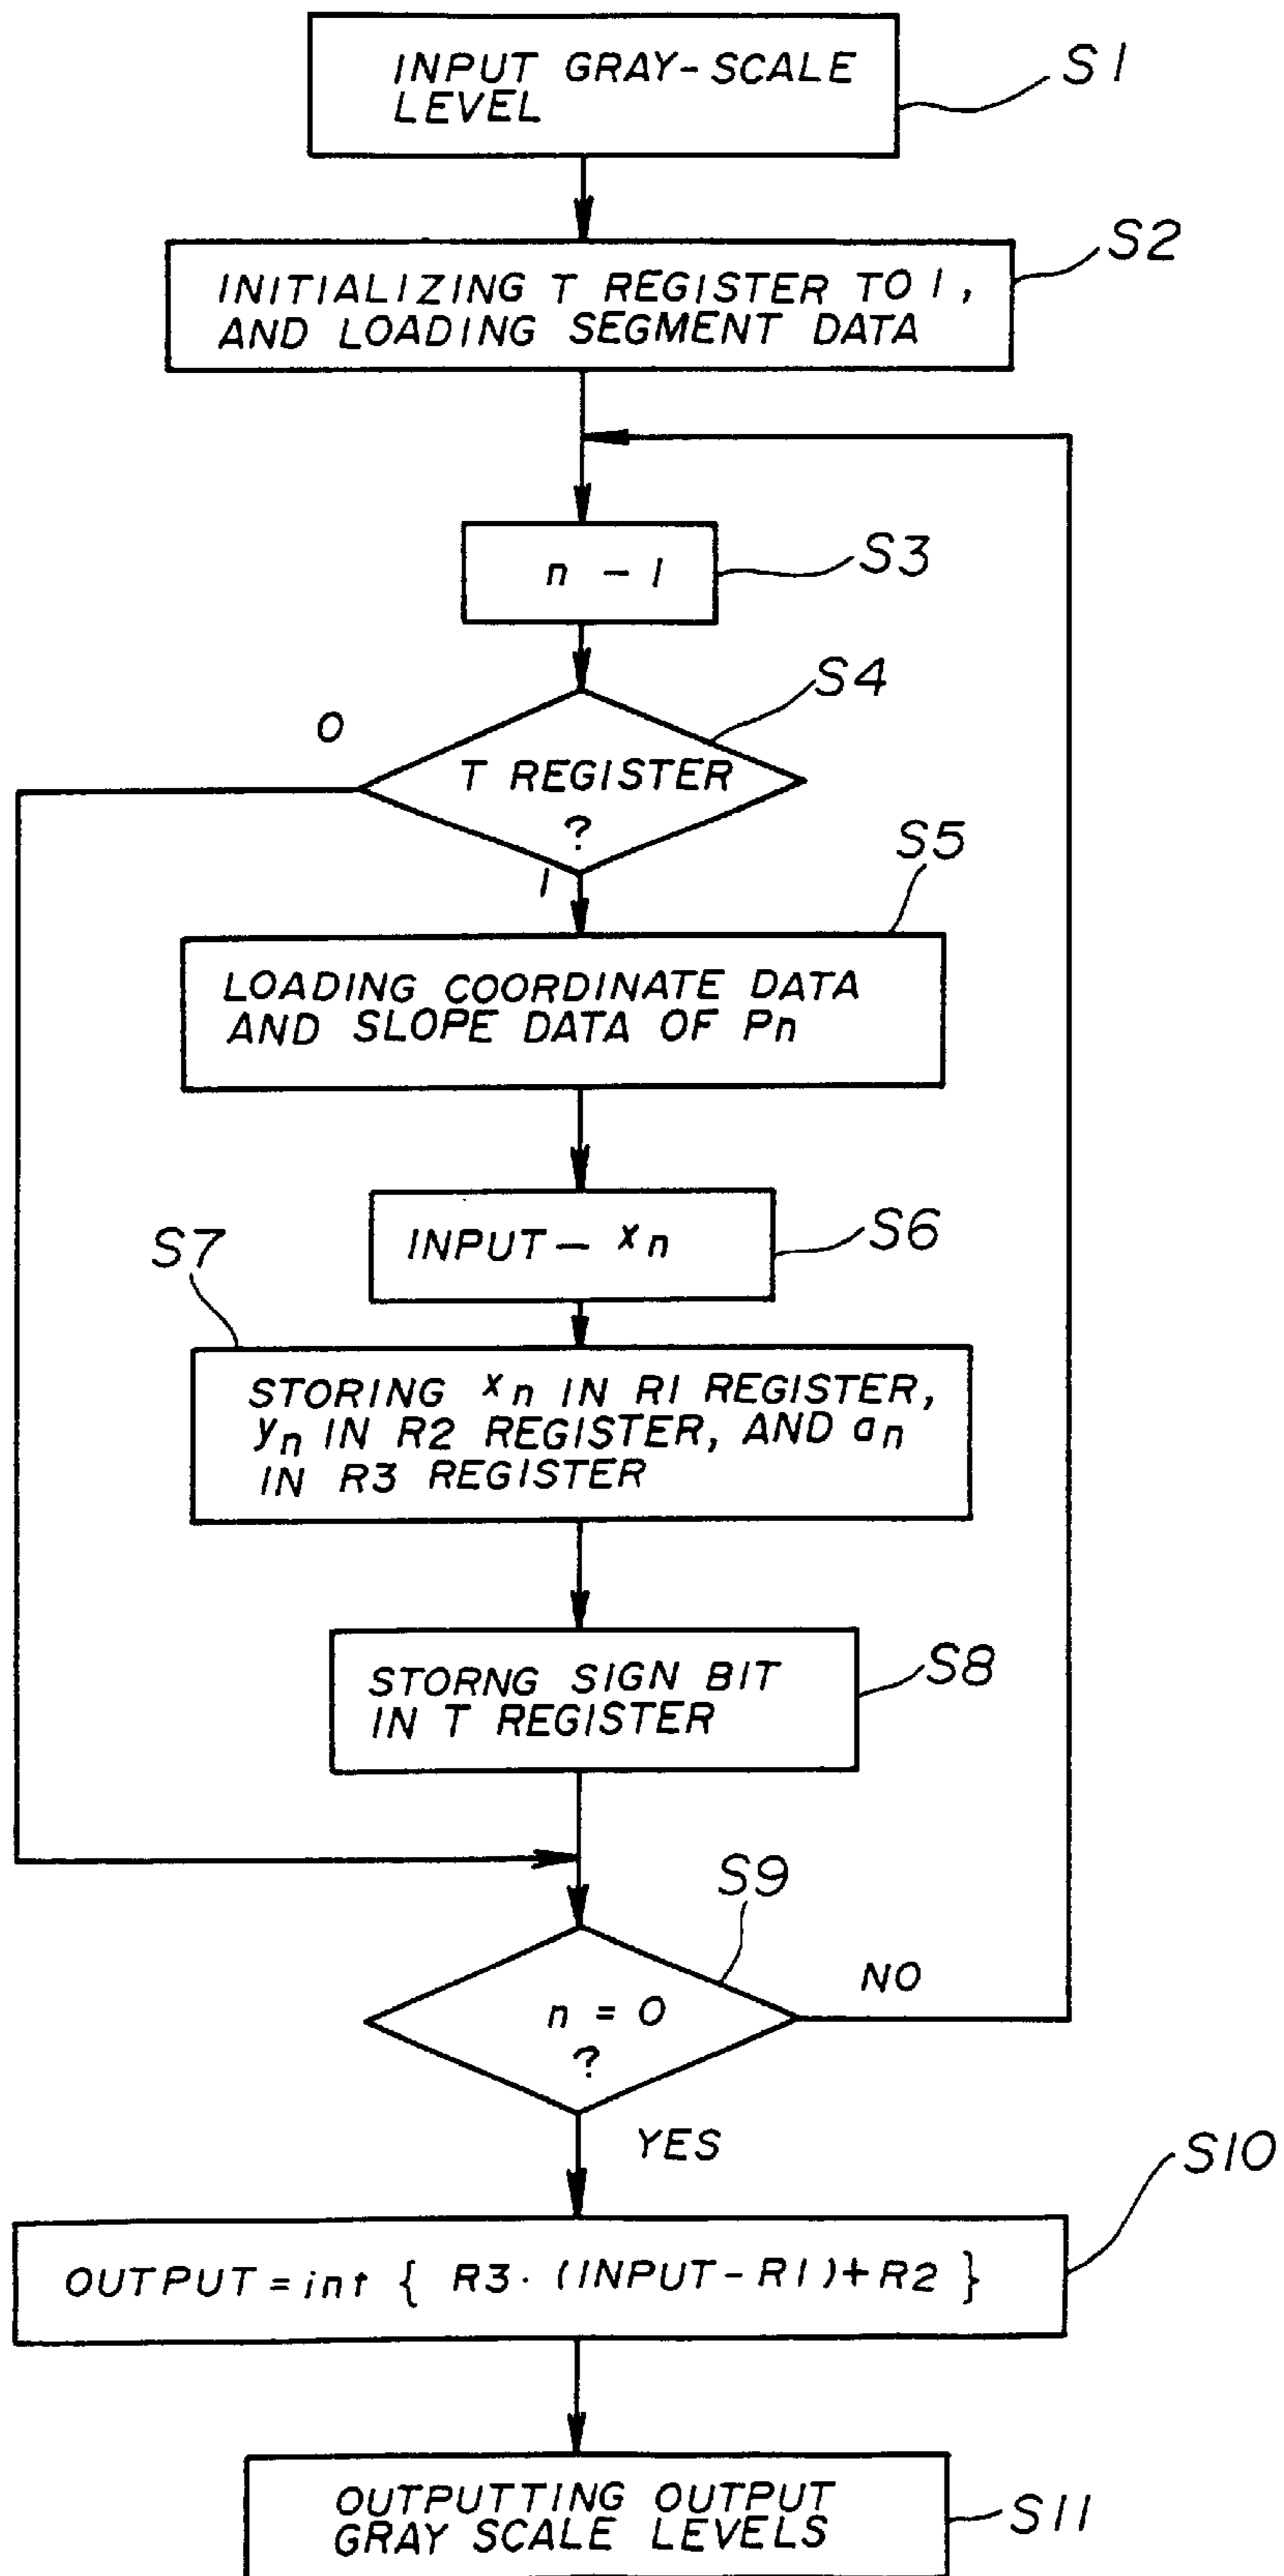 INPUT GRAY-SCALE
LEVEL
S1
S2
INITIALIZING T REGISTER TO 1,
AND LOADING SEGMENT DATA
n - 1
S3
S4
O
T REGISTER
?
1
S5
LOADING COORDINATE DATA
AND SLOPE DATA OF Pn
INPUT - xn
S6
S7
STORING xn IN R1 REGISTER,
yn IN R2 REGISTER, AND an
IN R3 REGISTER
STORNG SIGN BIT
IN T REGISTER
S8
S9
n = 0
?
NO
YES
S10
OUTPUT = int { R3· (INPUT-R1)+R2 }
OUTPUTTING OUTPUT
GRAY SCALE LEVELS
S11